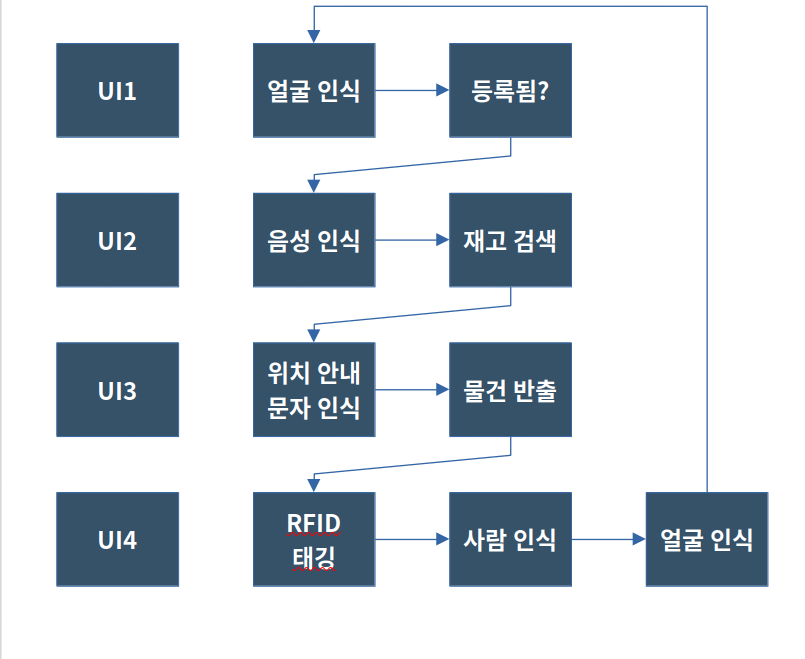 UI1
얼굴 인식
등록됨?
UI2
음성 인식
재고 검색
UI3
위치 안내
문자 인식
물건 반출
UI4
RFID
태깅
사람 인식
얼굴 인식